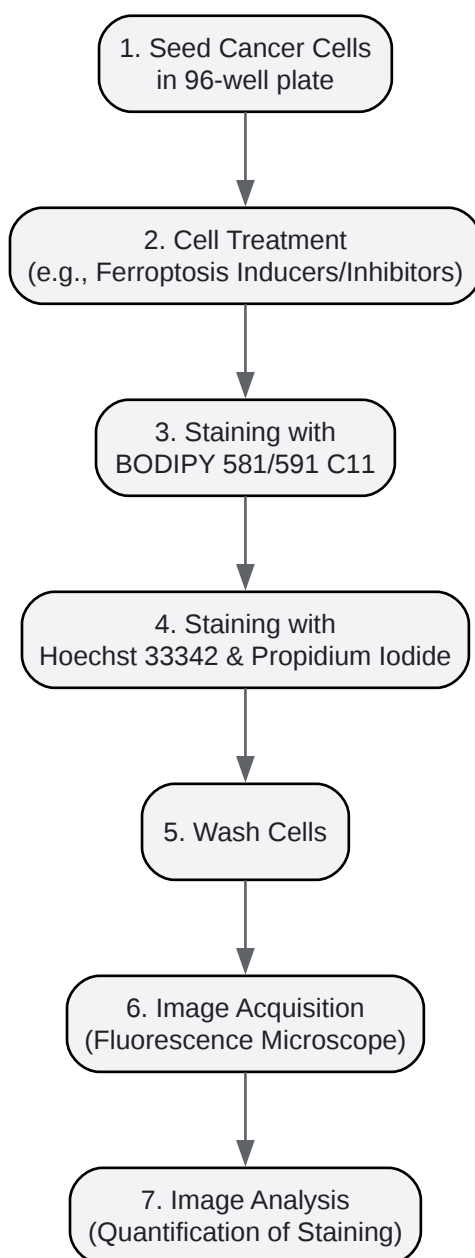 1. Seed Cancer Cells
in 96-well plate
2. Cell Treatment
(e.g., Ferroptosis Inducers/Inhibitors)
3. Staining with
BODIPY 581/591 C11
4. Staining with
Hoechst 33342 & Propidium Iodide
5. Wash Cells
6. Image Acquisition
(Fluorescence Microscope)
7. Image Analysis
(Quantification of Staining)